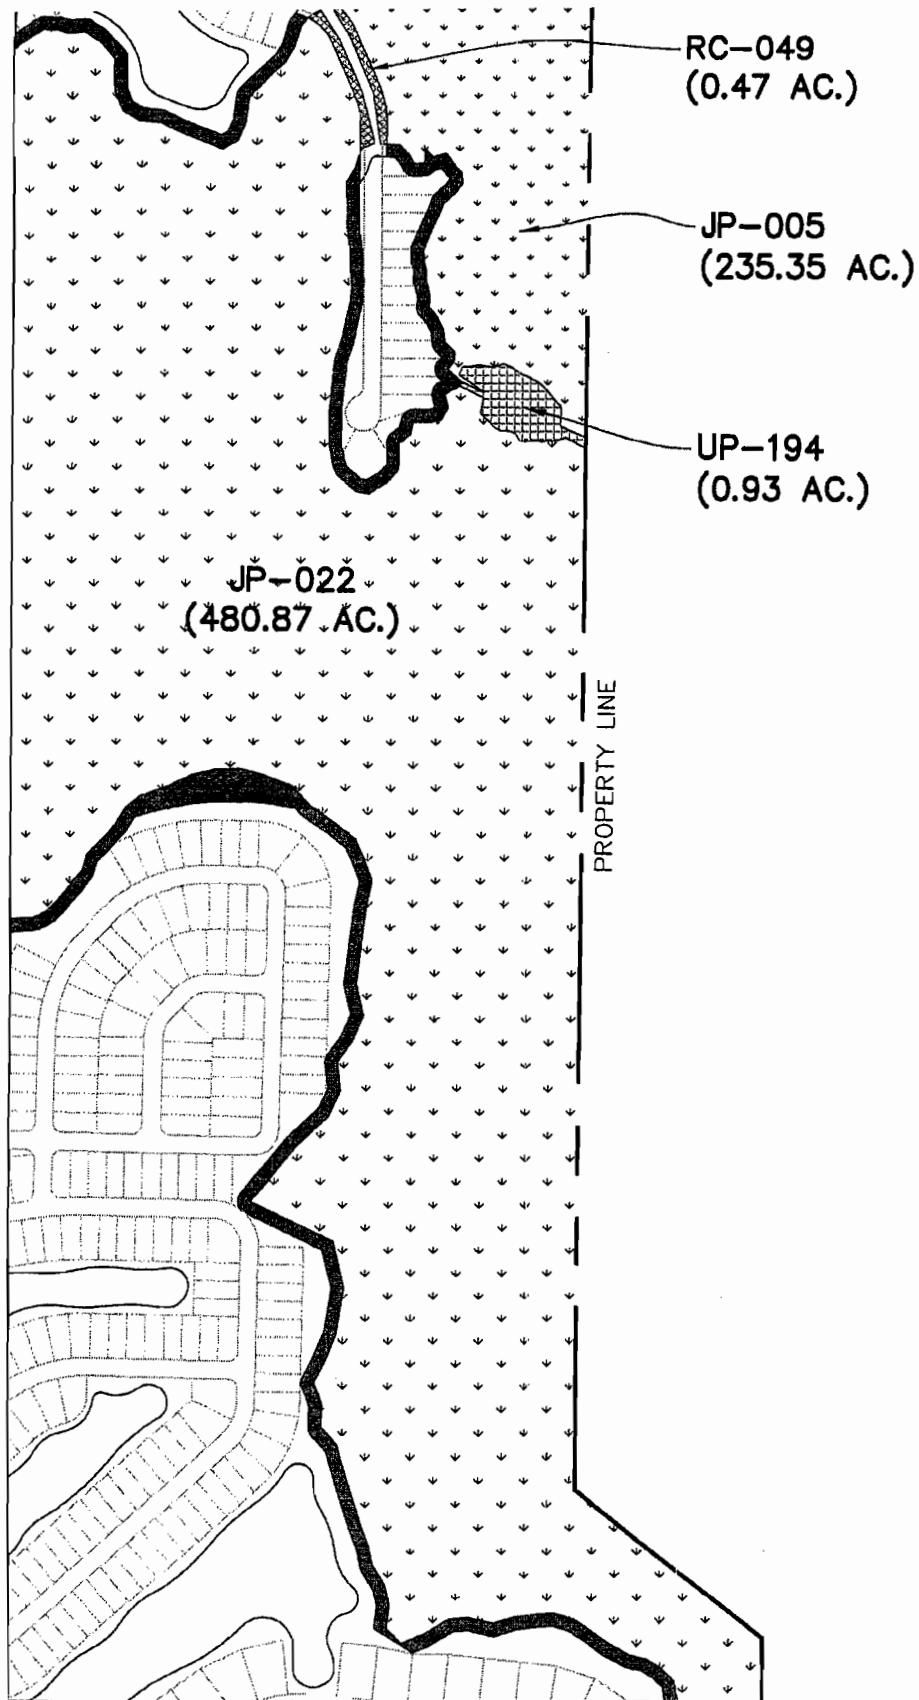 RC-049
(0.47 AC.)
JP-005
(235.35 AC.)
UP-194
(0.93 AC.)
JP-022
(480.87 AC.)
PROPERTY LINE